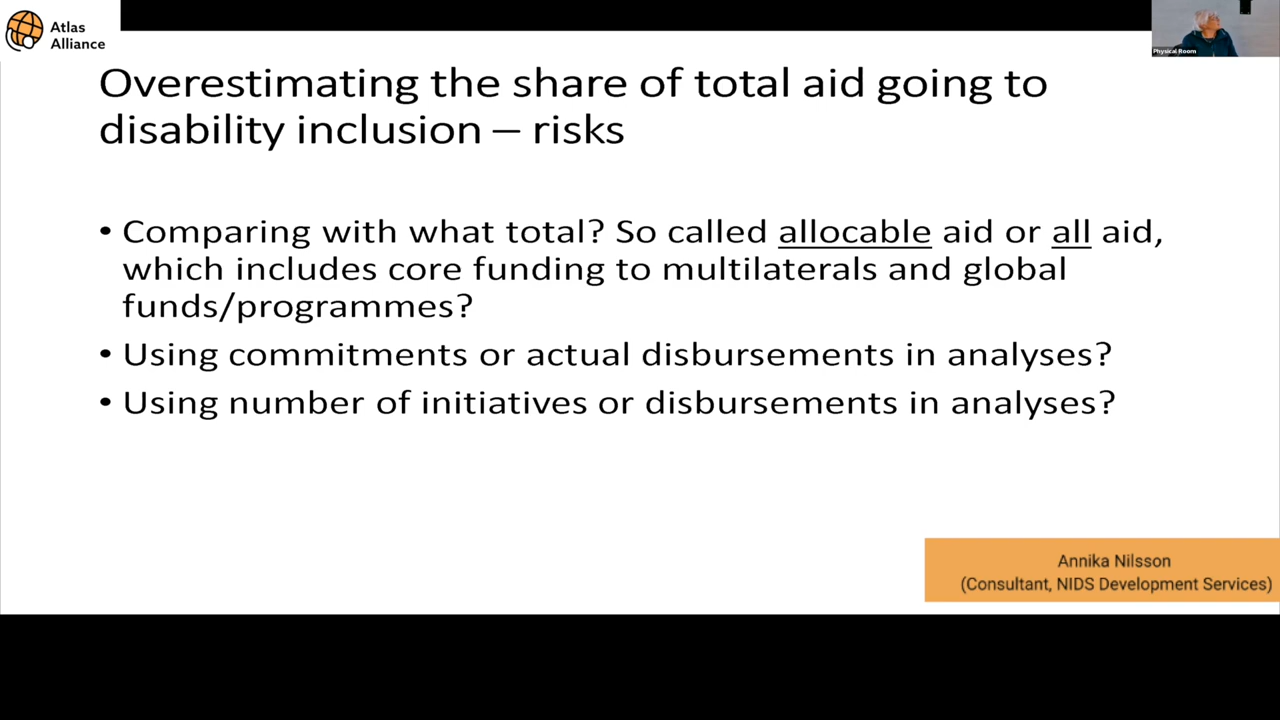 Atlas
Alliance
Physical Room
Overestimating the share of total aid going to
disability inclusion – risks
• Comparing with what total? So called allocable aid or all aid,
which includes core funding to multilaterals and global
funds/programmes?
• Using commitments or actual disbursements in analyses?
• Using number of initiatives or disbursements in analyses?
Annika Nilsson
(Consultant, NIDS Development Services)